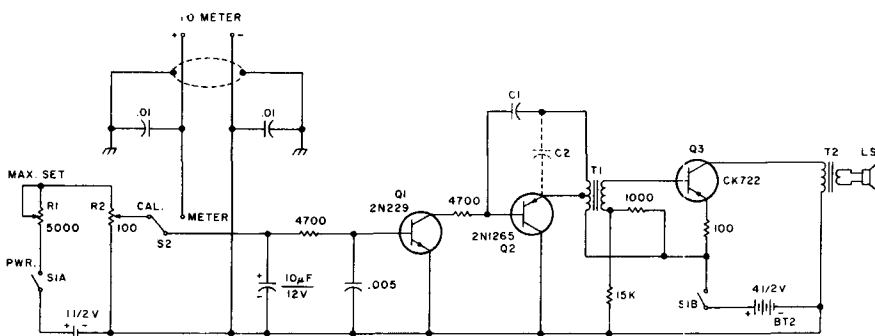 TO METER
+ -
.01
.01
MAX. SET
R1
5000
R2
100
CAL.
METER
S2
PWR.
S1A
1 1/2 V
+ -
4700
10µF
12V
+
-
.005
Q1
2N229
4700
C1
C2
2N1265
Q2
T1
1000
15K
Q3
CK722
100
S1B
4 1/2 V
+ -
BT2
T2
LS